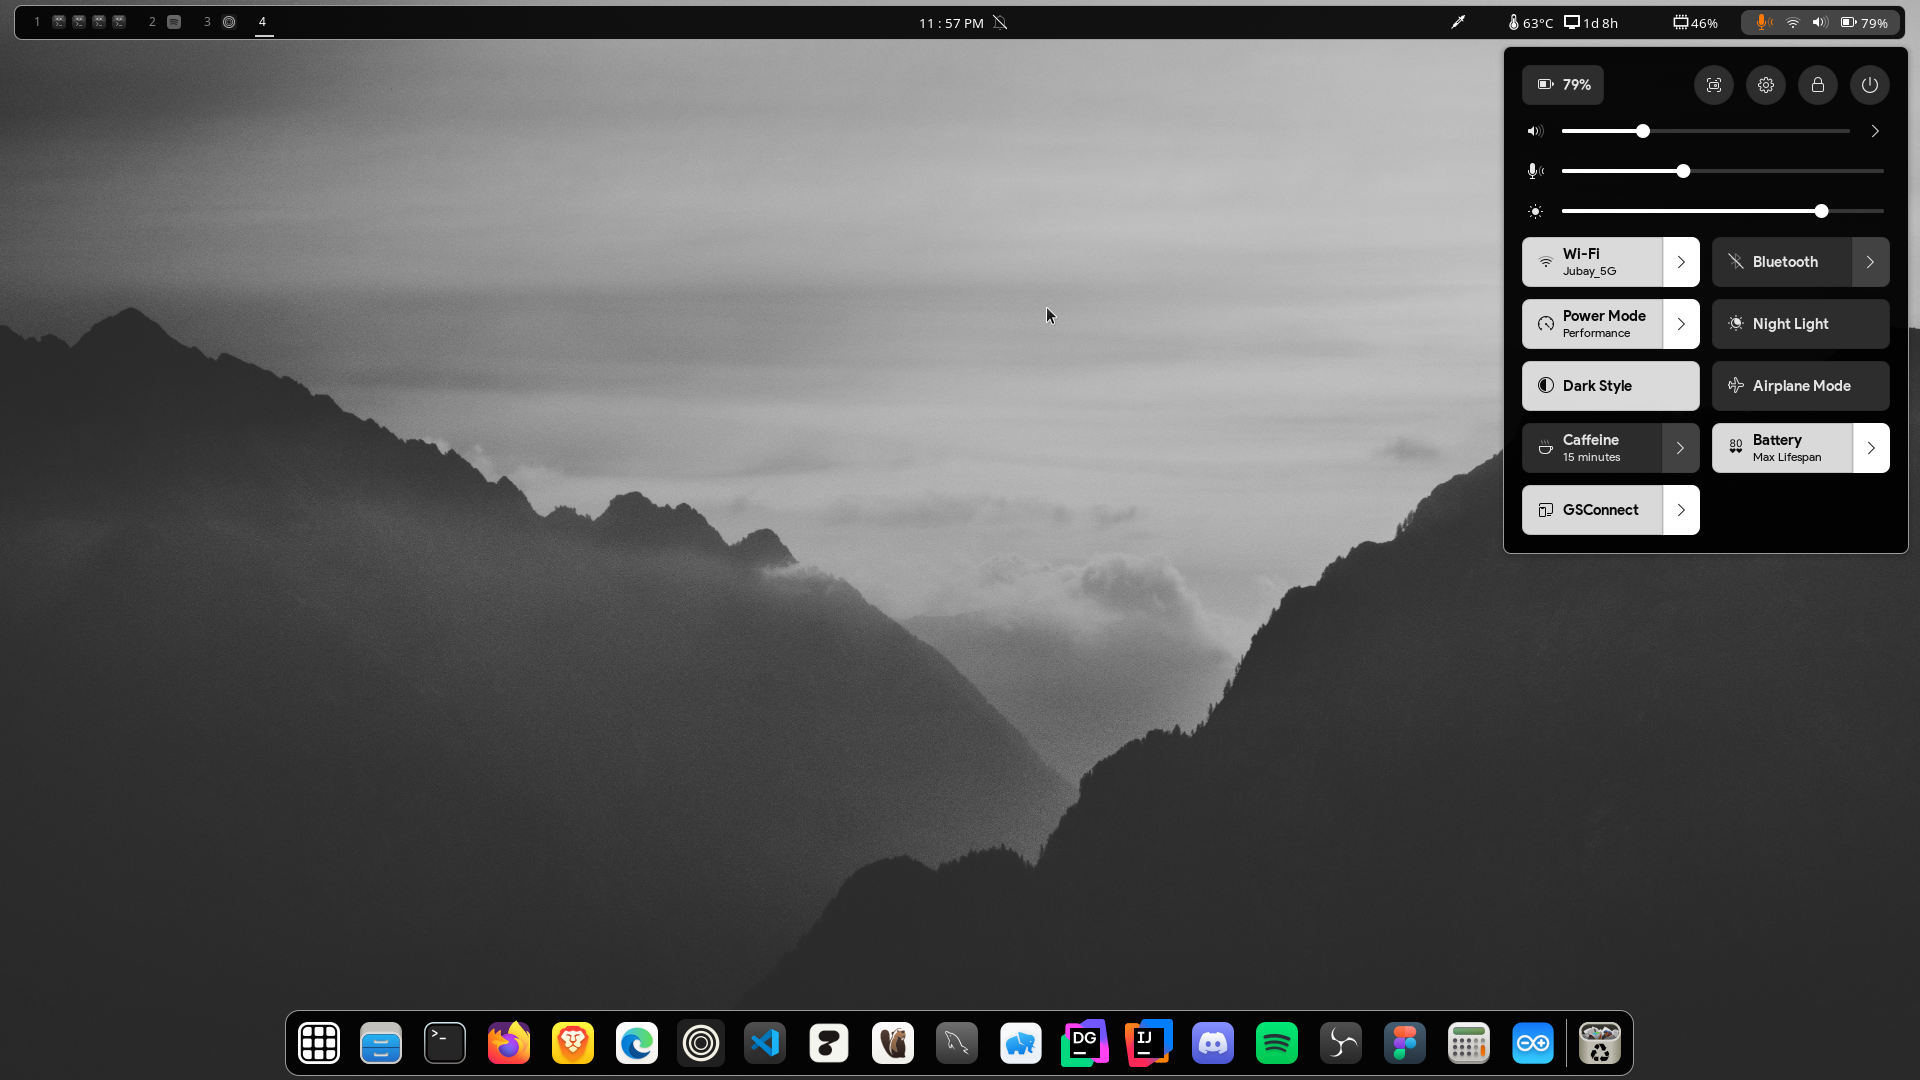 1 2 3 4
11 : 57 PM
63°C 1d 8h 46% 79%
79%
Wi-Fi
Jubay_5G
Bluetooth
Power Mode
Performance
Night Light
Dark Style
Airplane Mode
Caffeine
15 minutes
80
Battery
Max Lifespan
GSConnect
>_
DG
IJ